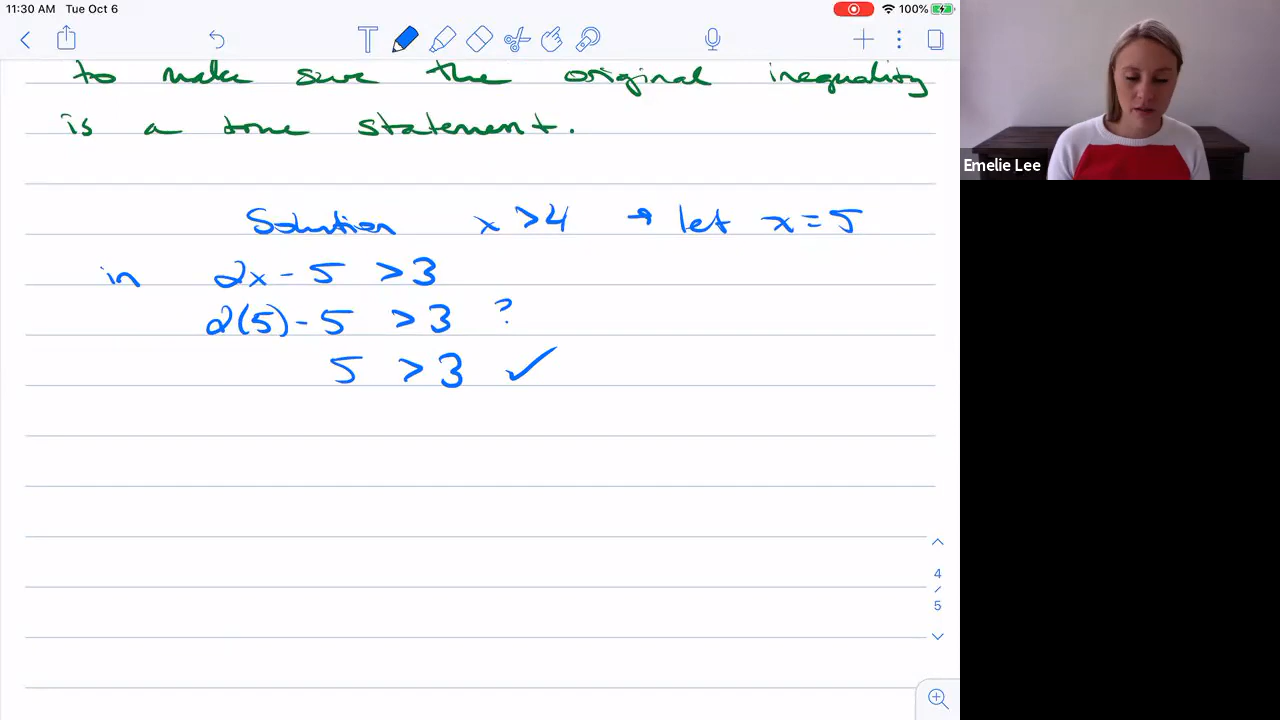 11:30 AM Tue Oct 6
100%
to make sure the original inequality
is a true statement.
Emelie Lee
Solution x > 4 → let x = 5
in 2x - 5 > 3
2(5) - 5 > 3 ?
5 > 3 ✓
4
/
5